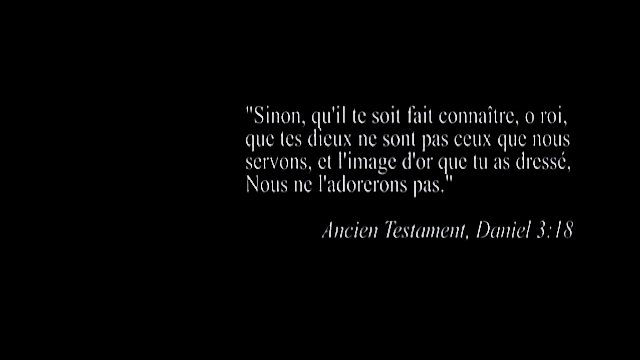 "Sinon, qu'il te soit fait connaître, o roi,
que tes dieux ne sont pas ceux que nous
servons, et l'image d'or que tu as dressé,
Nous ne l'adorerons pas."
Ancien Testament, Daniel 3:18